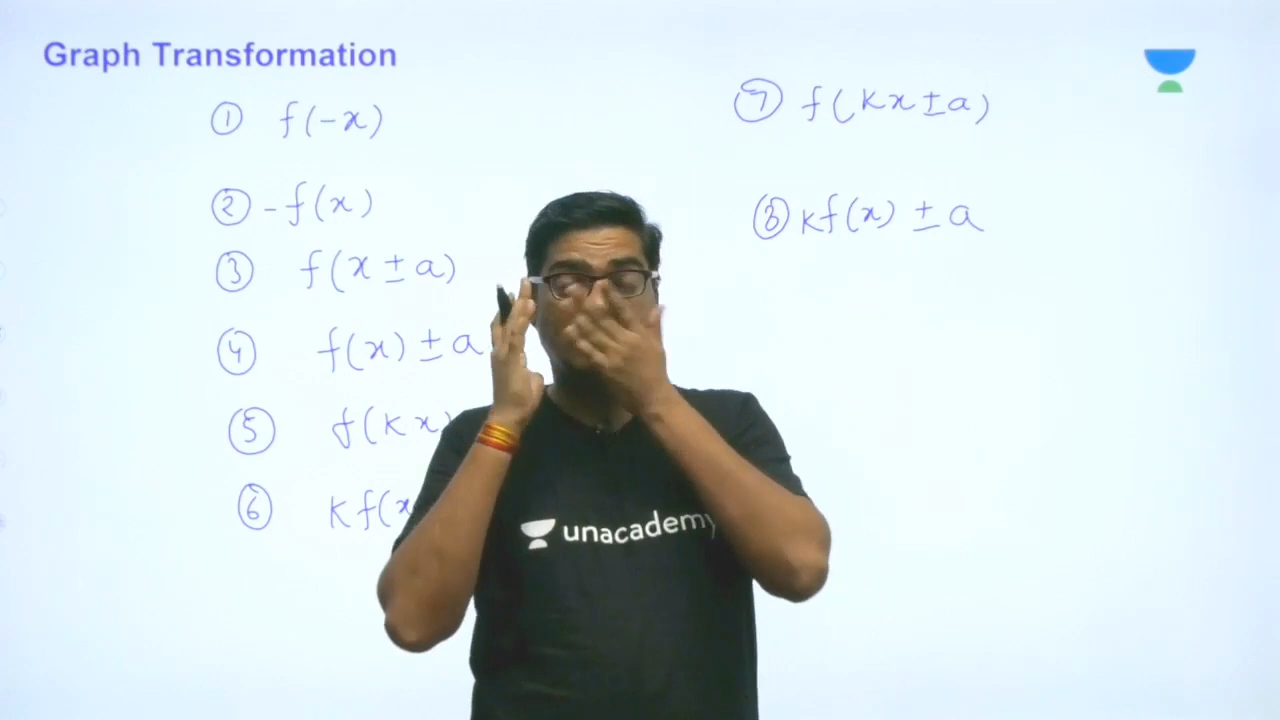 Graph Transformation
① f(-x)
② -f(x)
③ f(x ± a)
④ f(x) ± a
⑤ f(kx)
⑥ kf(x
⑦ f(kx ± a)
⑧ kf(x) ± a
unacademy